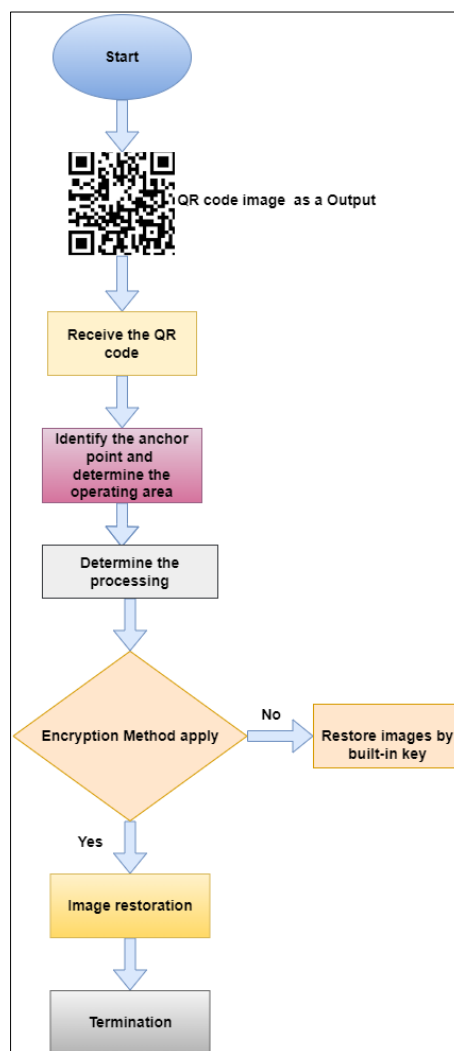 Start
QR code image as a Output
Receive the QR
code
Identify the anchor
point and
determine the
operating area
Determine the
processing
Encryption Method apply
No
Restore images by
built-in key
Yes
Image restoration
Termination